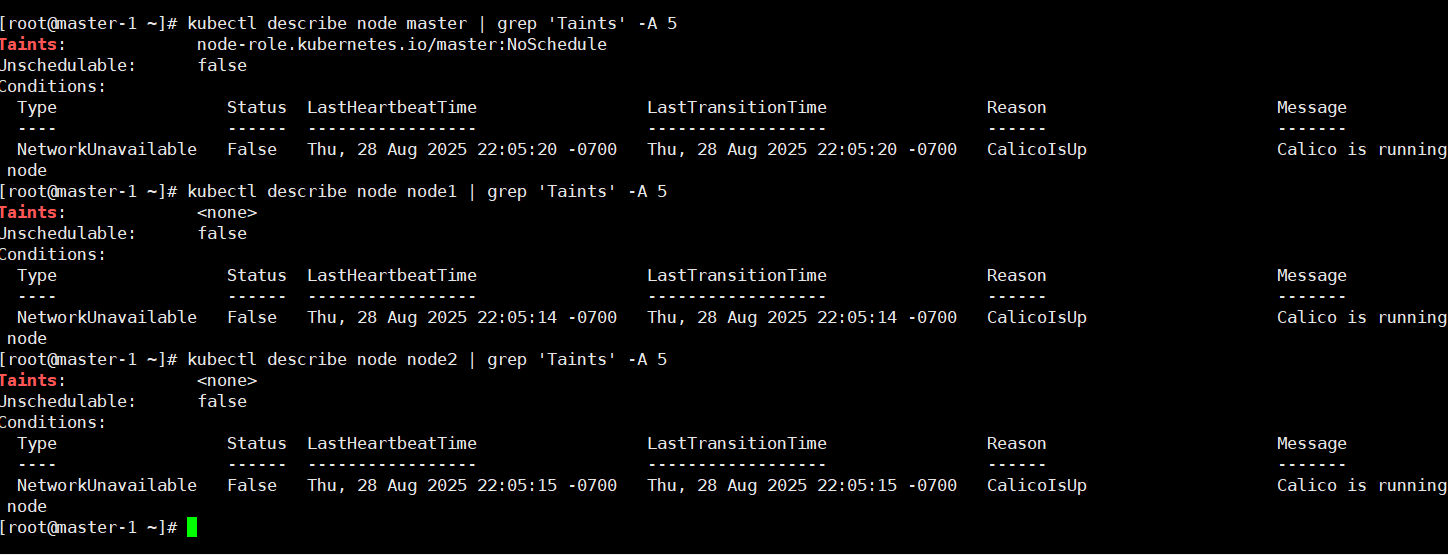 [root@master-1 ~]# kubectl describe node master | grep 'Taints' -A 5
Taints:             node-role.kubernetes.io/master:NoSchedule
Unschedulable:      false
Conditions:
  Type                 Status  LastHeartbeatTime                 LastTransitionTime                Reason                       Message
  ----                 ------  -----------------                 ------------------                ------                       -------
  NetworkUnavailable   False   Thu, 28 Aug 2025 22:05:20 -0700   Thu, 28 Aug 2025 22:05:20 -0700   CalicoIsUp                   Calico is running
 node
[root@master-1 ~]# kubectl describe node node1 | grep 'Taints' -A 5
Taints:             <none>
Unschedulable:      false
Conditions:
  Type                 Status  LastHeartbeatTime                 LastTransitionTime                Reason                       Message
  ----                 ------  -----------------                 ------------------                ------                       -------
  NetworkUnavailable   False   Thu, 28 Aug 2025 22:05:14 -0700   Thu, 28 Aug 2025 22:05:14 -0700   CalicoIsUp                   Calico is running
 node
[root@master-1 ~]# kubectl describe node node2 | grep 'Taints' -A 5
Taints:             <none>
Unschedulable:      false
Conditions:
  Type                 Status  LastHeartbeatTime                 LastTransitionTime                Reason                       Message
  ----                 ------  -----------------                 ------------------                ------                       -------
  NetworkUnavailable   False   Thu, 28 Aug 2025 22:05:15 -0700   Thu, 28 Aug 2025 22:05:15 -0700   CalicoIsUp                   Calico is running
 node
[root@master-1 ~]#